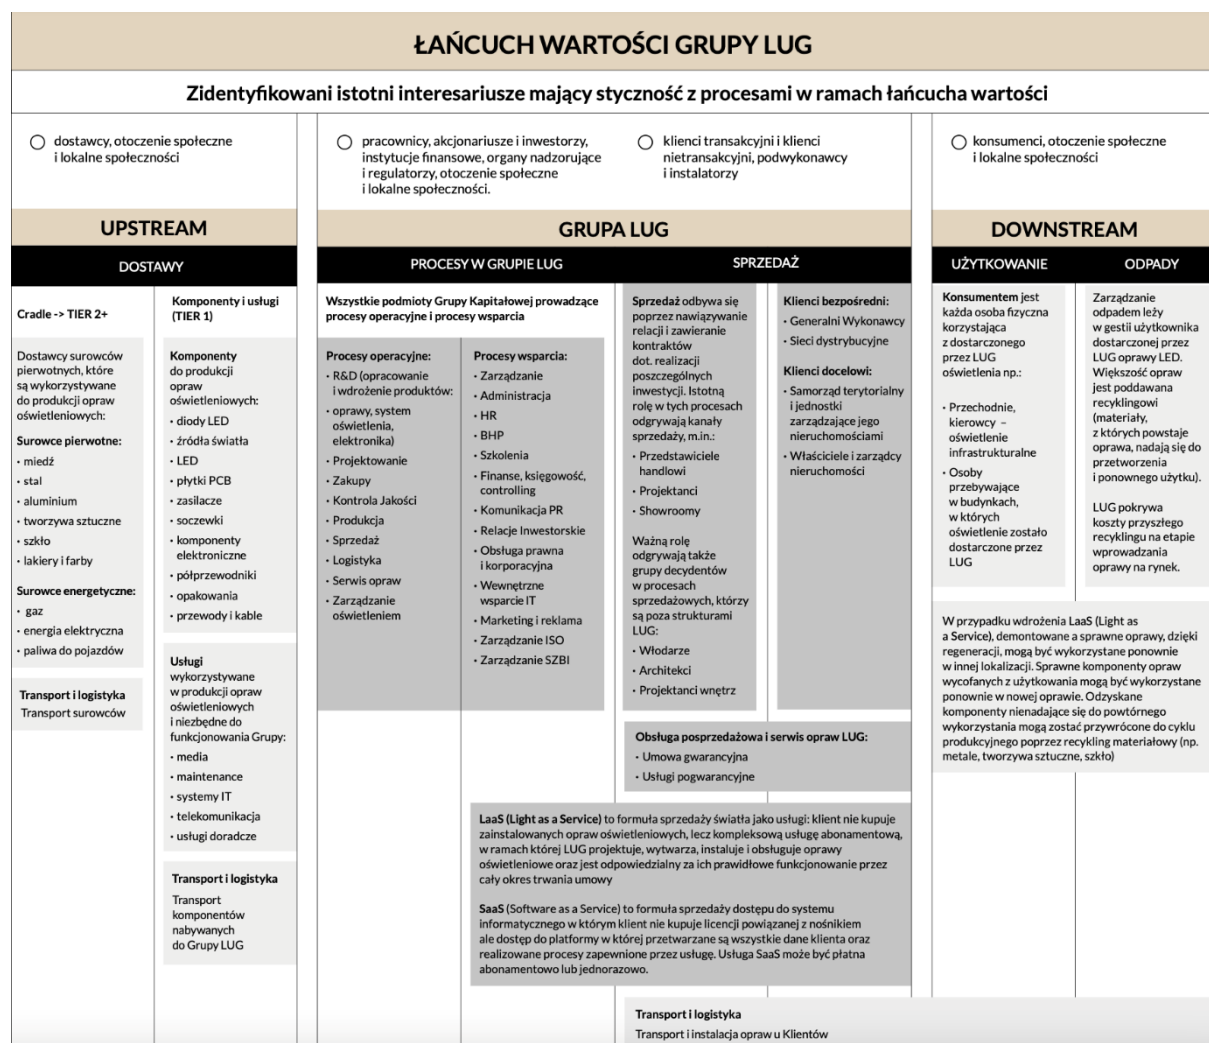 ŁAŃCUCH WARTOŚCI GRUPY LUG
Zidentyfikowani istotni interesariusze mający styczność z procesami w ramach łańcucha wartości
dostawcy, otoczenie społeczne
i lokalne społeczności
pracownicy, akcjonariusze i inwestorzy,
instytucje finansowe, organy nadzorujące
i regulatorzy, otoczenie społeczne
i lokalne społeczności.
klienci transakcyjni i klienci
nietransakcyjni, podwykonawcy
i instalatorzy
konsumenci, otoczenie społeczne
i lokalne społeczności
UPSTREAM
DOSTAWY
Cradle -> TIER 2+
Dostawcy surowców
pierwotnych, które
są wykorzystywane
do produkcji opraw
oświetleniowych:
Surowce pierwotne:
· miedź
· stal
· aluminium
· tworzywa sztuczne
· szkło
· lakiery i farby
Surowce energetyczne:
· gaz
· energia elektryczna
· paliwa do pojazdów
Transport i logistyka
Transport surowców
Komponenty i usługi
(TIER 1)
Komponenty
do produkcji
opraw
oświetleniowych:
· diody LED
· źródła światła
· LED
· płytki PCB
· zasilacze
· soczewki
· komponenty
elektroniczne
· półprzewodniki
· opakowania
· przewody i kable
Usługi
wykorzystywane
w produkcji opraw
oświetleniowych
i niezbędne do
funkcjonowania Grupy:
· media
· maintenance
· systemy IT
· telekomunikacja
· usługi doradcze
Transport i logistyka
Transport
komponentów
nabywanych
do Grupy LUG
GRUPA LUG
PROCESY W GRUPIE LUG
Wszystkie podmioty Grupy Kapitałowej prowadzące
procesy operacyjne i procesy wsparcia
Procesy operacyjne:
· R&D (opracowanie
i wdrożenie produktów:
· oprawy, system
oświetlenia,
elektronika)
· Projektowanie
· Zakupy
· Kontrola Jakości
· Produkcja
· Sprzedaż
· Logistyka
· Serwis opraw
· Zarządzanie
oświetleniem
Procesy wsparcia:
· Zarządzanie
· Administracja
· HR
· BHP
· Szkolenia
· Finanse, księgowość,
controlling
· Komunikacja PR
· Relacje Inwestorskie
· Obsługa prawna
i korporacyjna
· Wewnętrzne
wsparcie IT
· Marketing i reklama
· Zarządzanie ISO
· Zarządzanie SZBI
SPRZEDAŻ
Sprzedaż odbywa się
poprzez nawiązywanie
relacji i zawieranie
kontraktów
dot. realizacji
poszczególnych
inwestycji. Istotną
rolę w tych procesach
odgrywają kanały
sprzedaży, m.in.:
· Przedstawiciele
handlowi
· Projektanci
· Showroomy
Ważną rolę
odgrywają także
grupy decydentów
w procesach
sprzedażowych, którzy
są poza strukturami
LUG:
· Włodarze
· Architekci
· Projektanci wnętrz
Klienci bezpośredni:
· Generalni Wykonawcy
· Sieci dystrybucyjne
Klienci docelowi:
· Samorząd terytorialny
i jednostki
zarządzające jego
nieruchomościami
· Właściciele i zarządcy
nieruchomości
Obsługa posprzedażowa i serwis opraw LUG:
· Umowa gwarancyjna
· Usługi pogwarancyjne
LaaS (Light as a Service) to formuła sprzedaży światła jako usługi: klient nie kupuje
zainstalowanych opraw oświetleniowych, lecz kompleksową usługę abonamentową,
w ramach której LUG projektuje, wytwarza, instaluje i obsługuje oprawy
oświetleniowe oraz jest odpowiedzialny za ich prawidłowe funkcjonowanie przez
cały okres trwania umowy
SaaS (Software as a Service) to formuła sprzedaży dostępu do systemu
informatycznego w którym klient nie kupuje licencji powiązanej z nośnikiem
ale dostęp do platformy w której przetwarzane są wszystkie dane klienta oraz
realizowane procesy zapewnione przez usługę. Usługa SaaS może być płatna
abonamentowo lub jednorazowo.
Transport i logistyka
Transport i instalacja opraw u Klientów
DOWNSTREAM
UŻYTKOWANIE
Konsumentem jest
każda osoba fizyczna
korzystająca
z dostarczonego
przez LUG
oświetlenia np.:
· Przechodnie,
kierowcy –
oświetlenie
infrastrukturalne
· Osoby
przebywające
w budynkach,
w których
oświetlenie zostało
dostarczone przez
LUG
ODPADY
Zarządzanie
odpadem leży
w gestii użytkownika
dostarczonej przez
LUG oprawy LED.
Większość opraw
jest poddawana
recyklingowi
(materiały,
z których powstaje
oprawa, nadają się do
przetworzenia
i ponownego użytku).
LUG pokrywa
koszty przyszłego
recyklingu na etapie
wprowadzania
oprawy na rynek.
W przypadku wdrożenia LaaS (Light as
a Service), demontowane a sprawne oprawy, dzięki
regeneracji, mogą być wykorzystane ponownie
w innej lokalizacji. Sprawne komponenty opraw
wycofanych z użytkowania mogą być wykorzystane
ponownie w nowej oprawie. Odzyskane
komponenty nienadające się do powtórnego
wykorzystania mogą zostać przywrócone do cyklu
produkcyjnego poprzez recykling materiałowy (np.
metale, tworzywa sztuczne, szkło)